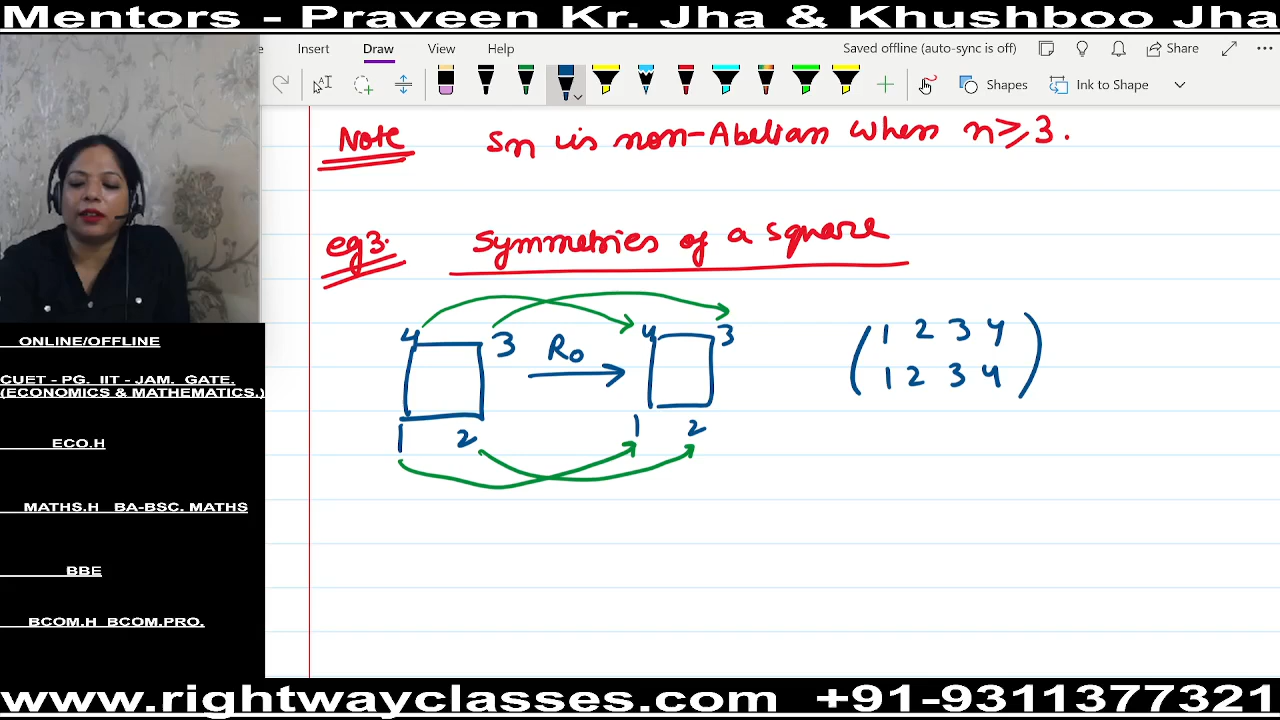 Mentors - Praveen Kr. Jha & Khushboo Jha
Insert Draw View Help
Saved offline (auto-sync is off) Share
Shapes Ink to Shape
Note Sn is non-Abelian when n≥3.
eg3. Symmetries of a square
4 3 R0 4 3
1 2 1 2
( 1 2 3 4
1 2 3 4 )
ONLINE/OFFLINE
CUET - PG. IIT - JAM. GATE.
(ECONOMICS & MATHEMATICS.)
ECO.H
MATHS.H BA-BSC. MATHS
BBE
BCOM.H BCOM.PRO.
www.rightwayclasses.com +91-9311377321